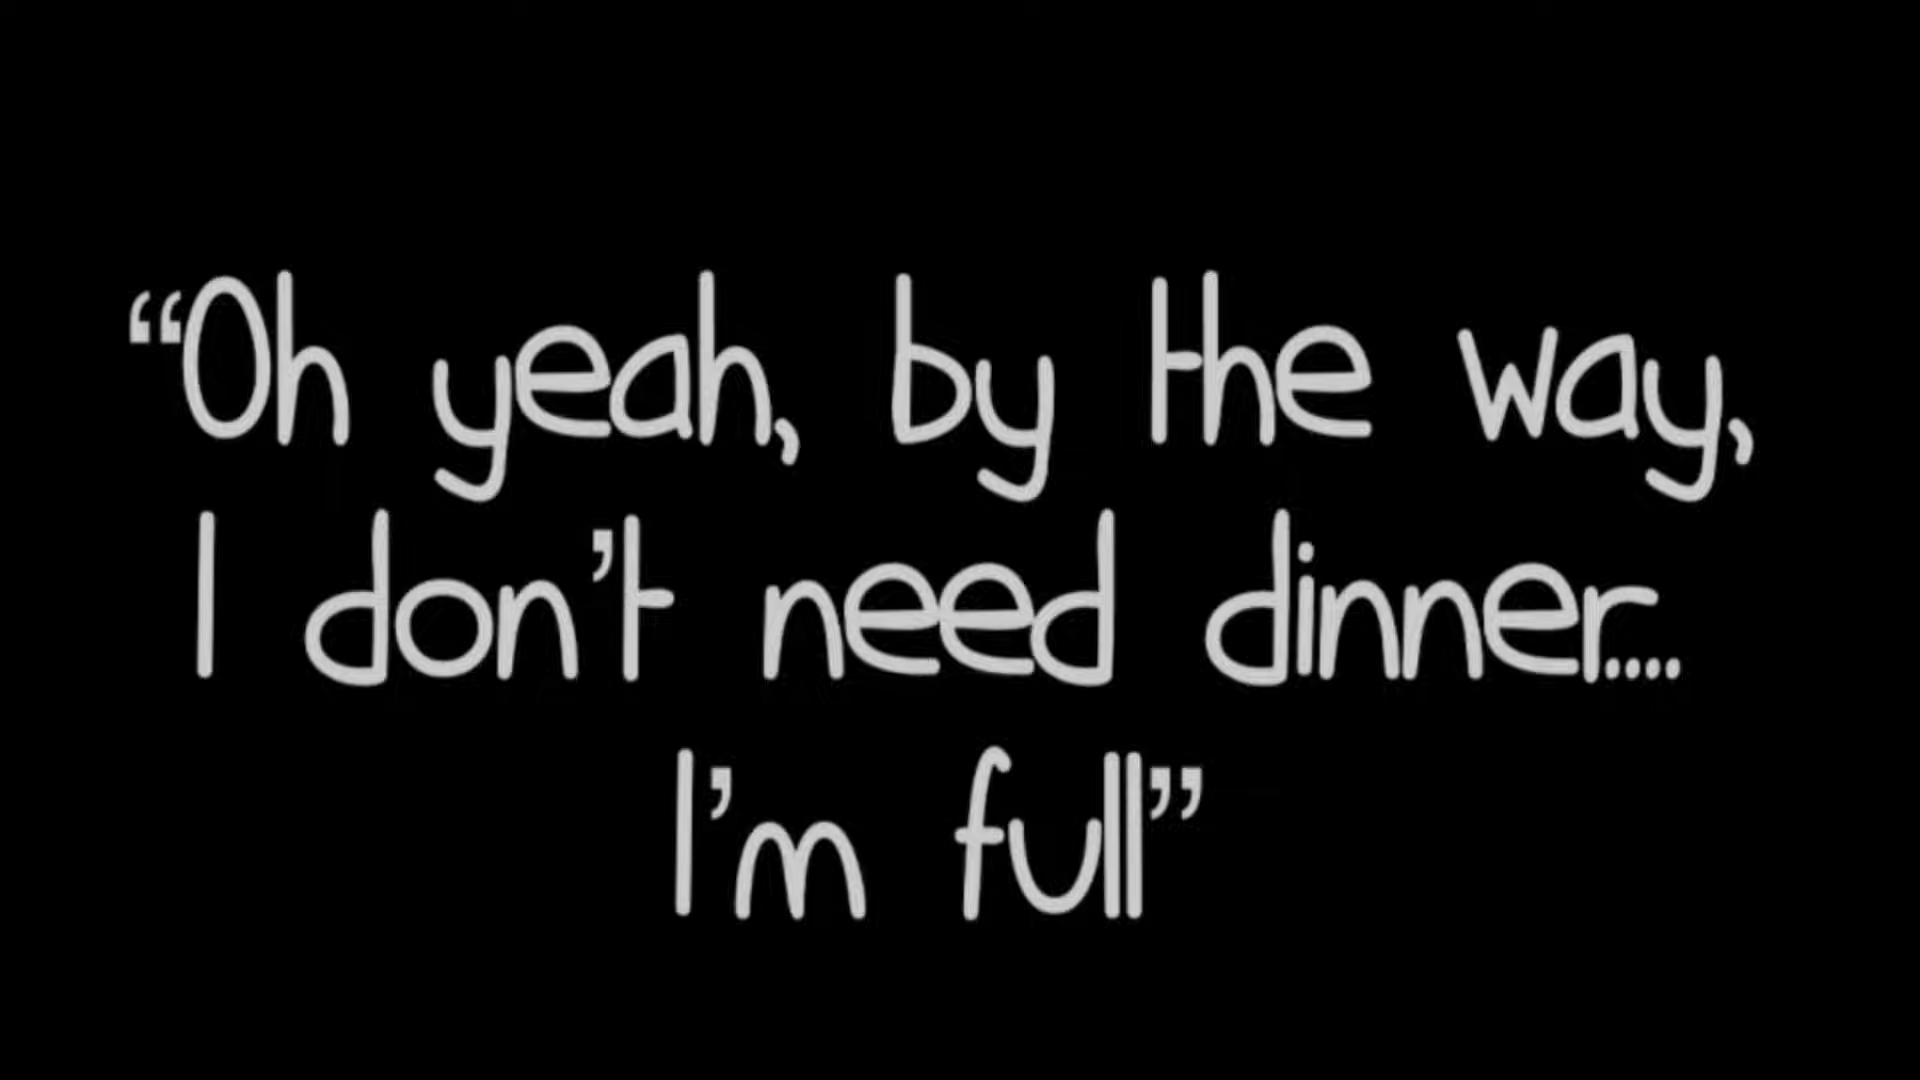 “Oh yeah, by the way,
I don’t need dinner....
I’m full”